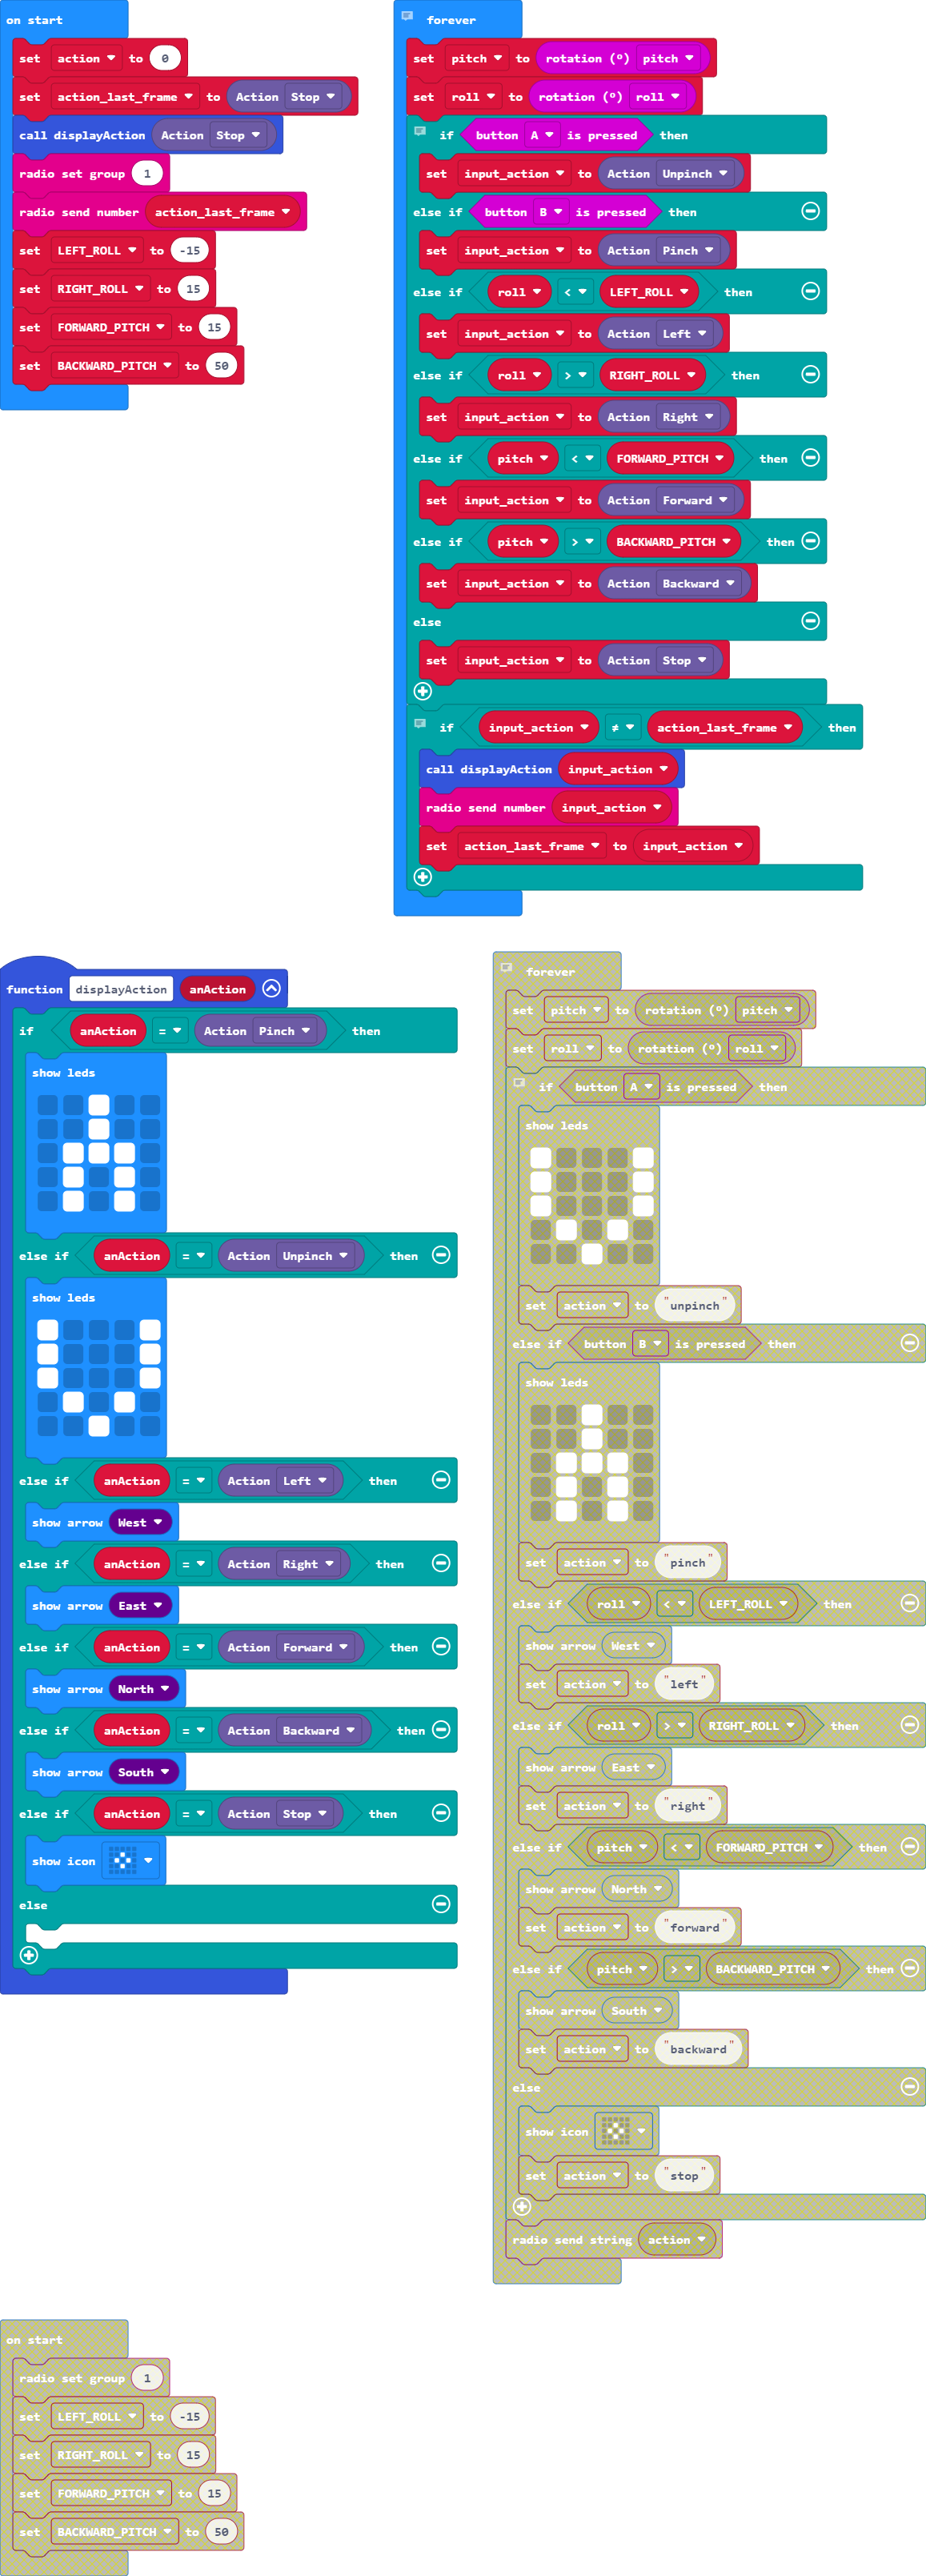 on start
set action to 0
set action_last_frame to Action Stop
call displayAction Action Stop
radio set group 1
radio send number action_last_frame
set LEFT_ROLL to -15
set RIGHT_ROLL to 15
set FORWARD_PITCH to 15
set BACKWARD_PITCH to 50
forever
set pitch to rotation (°) pitch
set roll to rotation (°) roll
if button A is pressed then
set input_action to Action Unpinch
else if button B is pressed then
set input_action to Action Pinch
else if roll < LEFT_ROLL then
set input_action to Action Left
else if roll > RIGHT_ROLL then
set input_action to Action Right
else if pitch < FORWARD_PITCH then
set input_action to Action Forward
else if pitch > BACKWARD_PITCH then
set input_action to Action Backward
else
set input_action to Action Stop
if input_action ≠ action_last_frame then
call displayAction input_action
radio send number input_action
set action_last_frame to input_action
function displayAction anAction
if anAction = Action Pinch then
show leds
else if anAction = Action Unpinch then
show leds
else if anAction = Action Left then
show arrow West
else if anAction = Action Right then
show arrow East
else if anAction = Action Forward then
show arrow North
else if anAction = Action Backward then
show arrow South
else if anAction = Action Stop then
show icon
else
forever
set pitch to rotation (°) pitch
set roll to rotation (°) roll
if button A is pressed then
show leds
set action to "unpinch"
else if button B is pressed then
show leds
set action to "pinch"
else if roll < LEFT_ROLL then
show arrow West
set action to "left"
else if roll > RIGHT_ROLL then
show arrow East
set action to "right"
else if pitch < FORWARD_PITCH then
show arrow North
set action to "forward"
else if pitch > BACKWARD_PITCH then
show arrow South
set action to "backward"
else
show icon
set action to "stop"
radio send string action
on start
radio set group 1
set LEFT_ROLL to -15
set RIGHT_ROLL to 15
set FORWARD_PITCH to 15
set BACKWARD_PITCH to 50